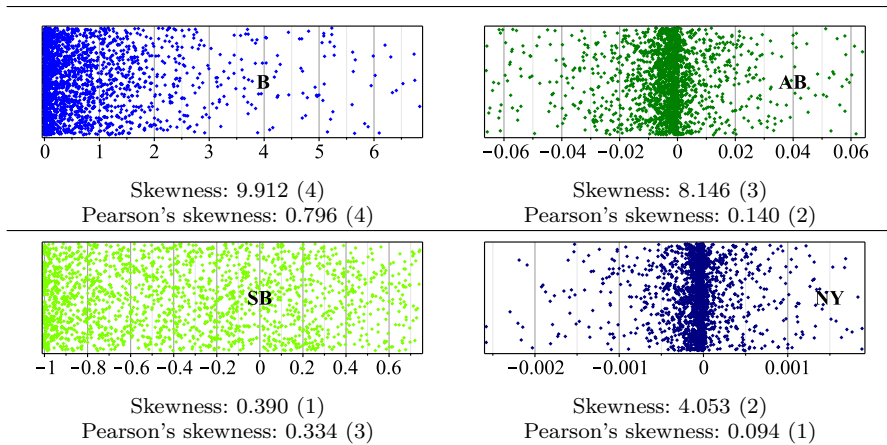 B
0 1 2 3 4 5 6
Skewness: 9.912 (4)
Pearson's skewness: 0.796 (4)
AB
−0.06 −0.04 −0.02 0 0.02 0.04 0.06
Skewness: 8.146 (3)
Pearson's skewness: 0.140 (2)
SB
−1 −0.8 −0.6 −0.4 −0.2 0 0.2 0.4 0.6
Skewness: 0.390 (1)
Pearson's skewness: 0.334 (3)
NY
−0.002 −0.001 0 0.001
Skewness: 4.053 (2)
Pearson's skewness: 0.094 (1)